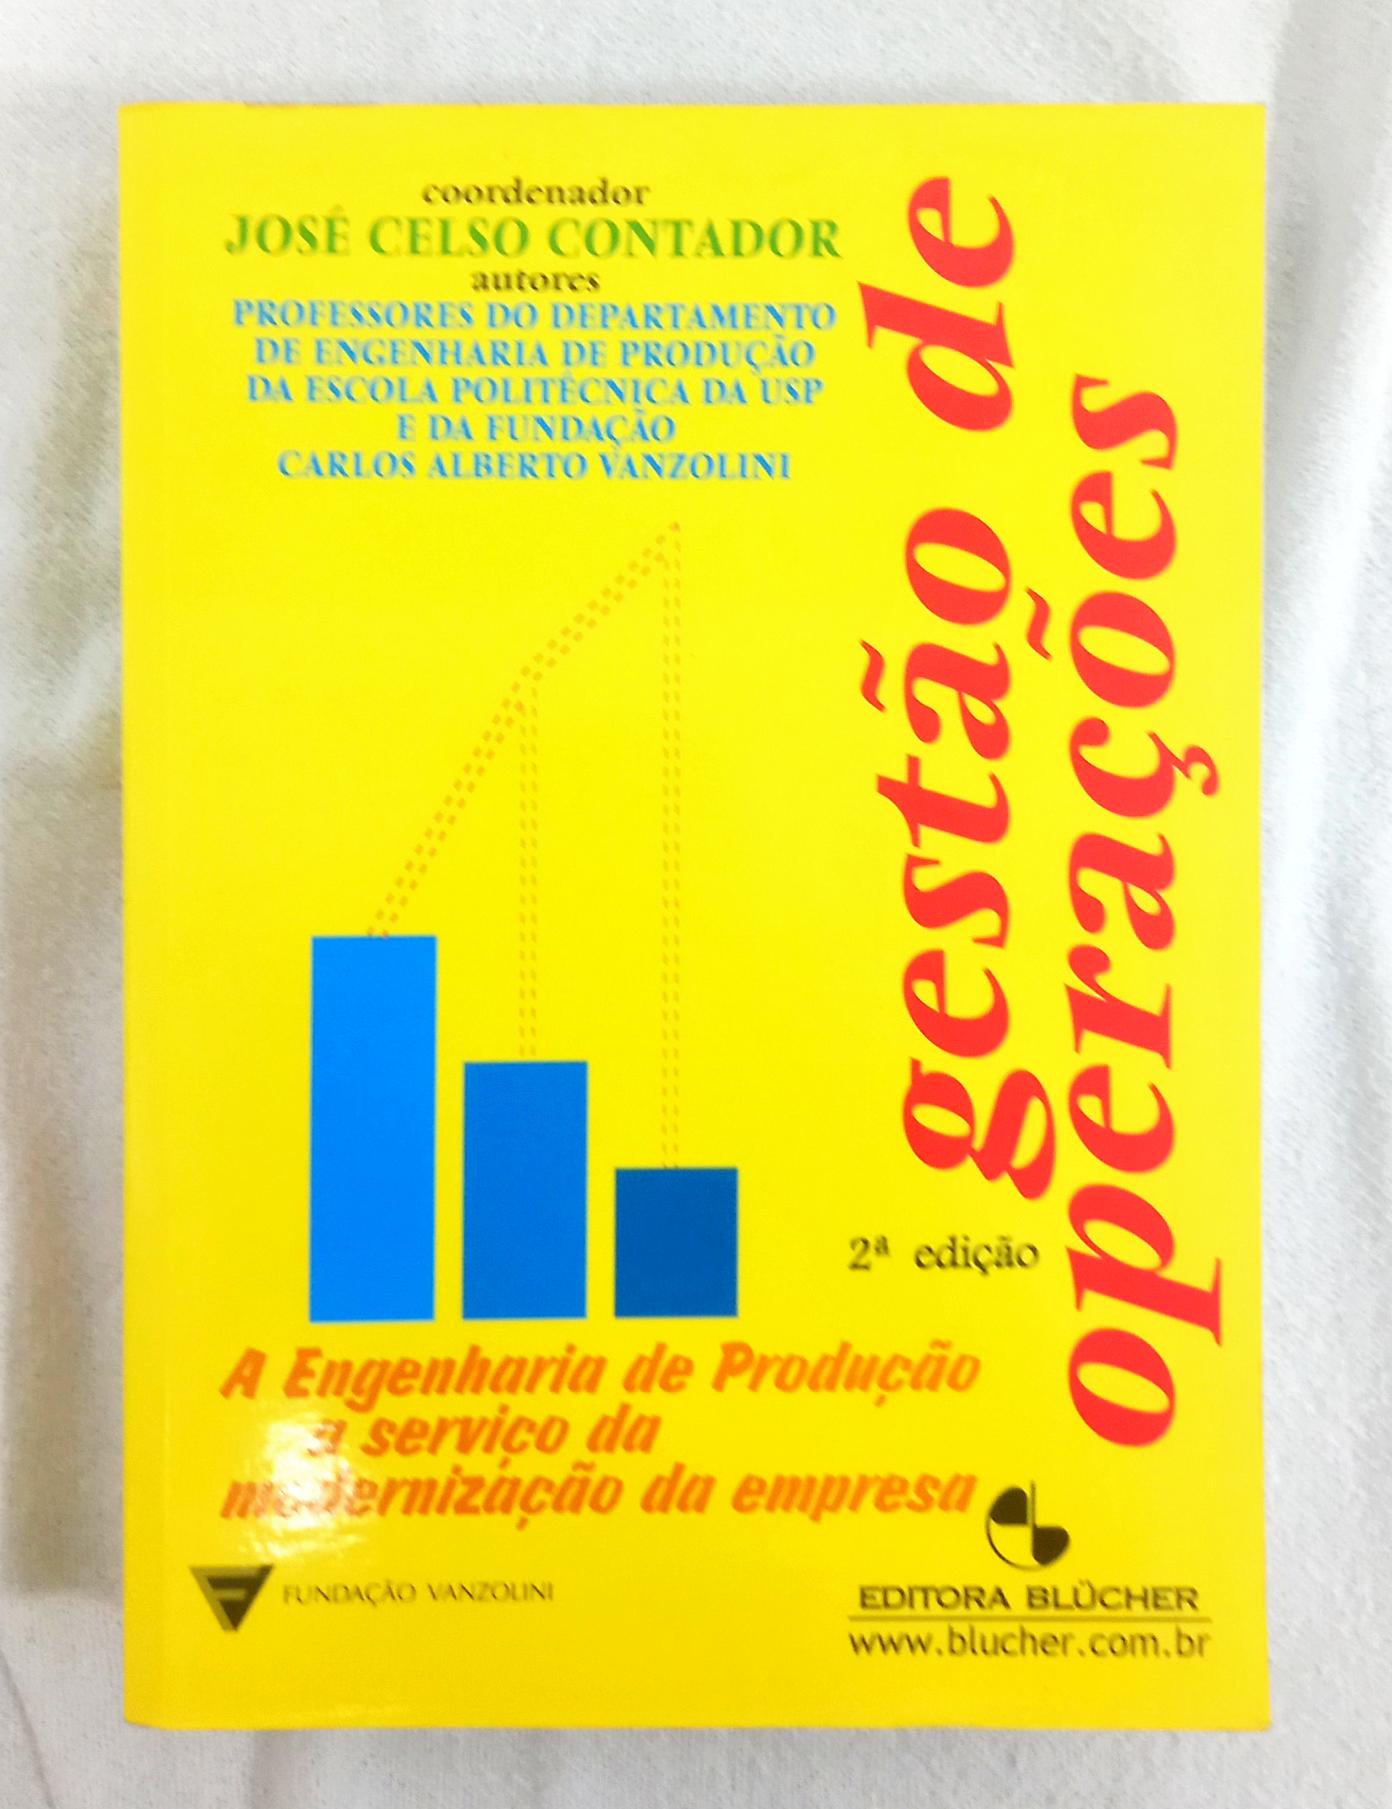 coordenador
JOSÉ CELSO CONTADOR
autores
PROFESSORES DO DEPARTAMENTO
DE ENGENHARIA DE PRODUÇÃO
DA ESCOLA POLITÉCNICA DA USP
E DA FUNDAÇÃO
CARLOS ALBERTO VANZOLINI
gestão de
operações
2ª edição
A Engenharia de Produção
a serviço da
modernização da empresa
FUNDAÇÃO VANZOLINI
EDITORA BLÜCHER
www.blucher.com.br